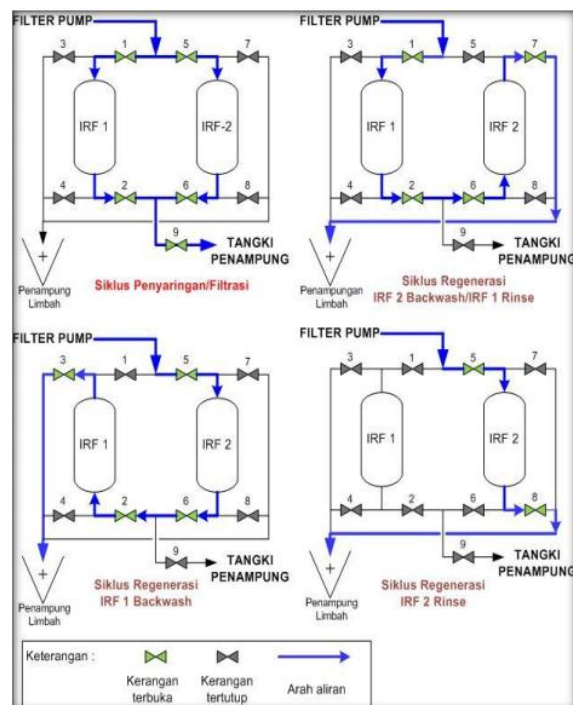 FILTER PUMP
3 1 5 7
IRF 1 IRF-2
4 2 6 8
9
TANGKI
PENAMPUNG
+
Penampung
Limbah
Siklus Penyaringan/Filtrasi
FILTER PUMP
3 1 5 7
IRF 1 IRF 2
4 2 6 8
9
TANGKI
PENAMPUNG
+
Penampungan
Limbah
Siklus Regenerasi
IRF 2 Backwash/IRF 1 Rinse
FILTER PUMP
3 1 5 7
IRF 1 IRF 2
4 2 6 8
9
TANGKI
PENAMPUNG
+
Penampung
Limbah
Siklus Regenerasi
IRF 1 Backwash
FILTER PUMP
3 1 5 7
IRF 1 IRF 2
4 2 6 8
9
TANGKI
PENAMPUNG
+
Penampung
Limbah
Siklus Regenerasi
IRF 2 Rinse
Keterangan :
Kerangan
terbuka
Kerangan
tertutup
Arah aliran